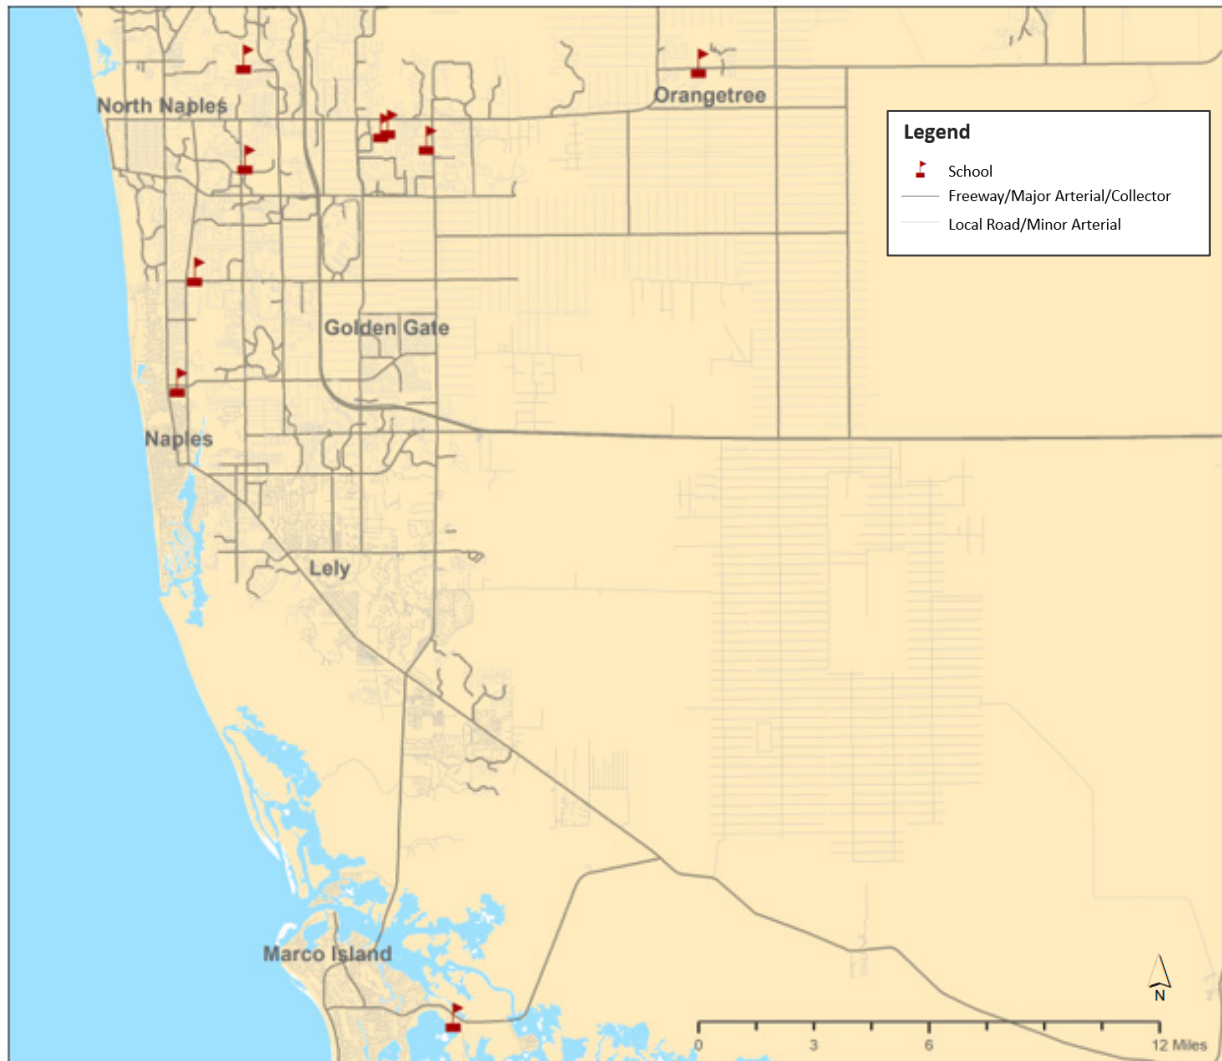 North Naples
Orangetree
Legend
School
Freeway/Major Arterial/Collector
Local Road/Minor Arterial
Golden Gate
Naples
Lely
Marco Island
N
0 3 6 12 Miles